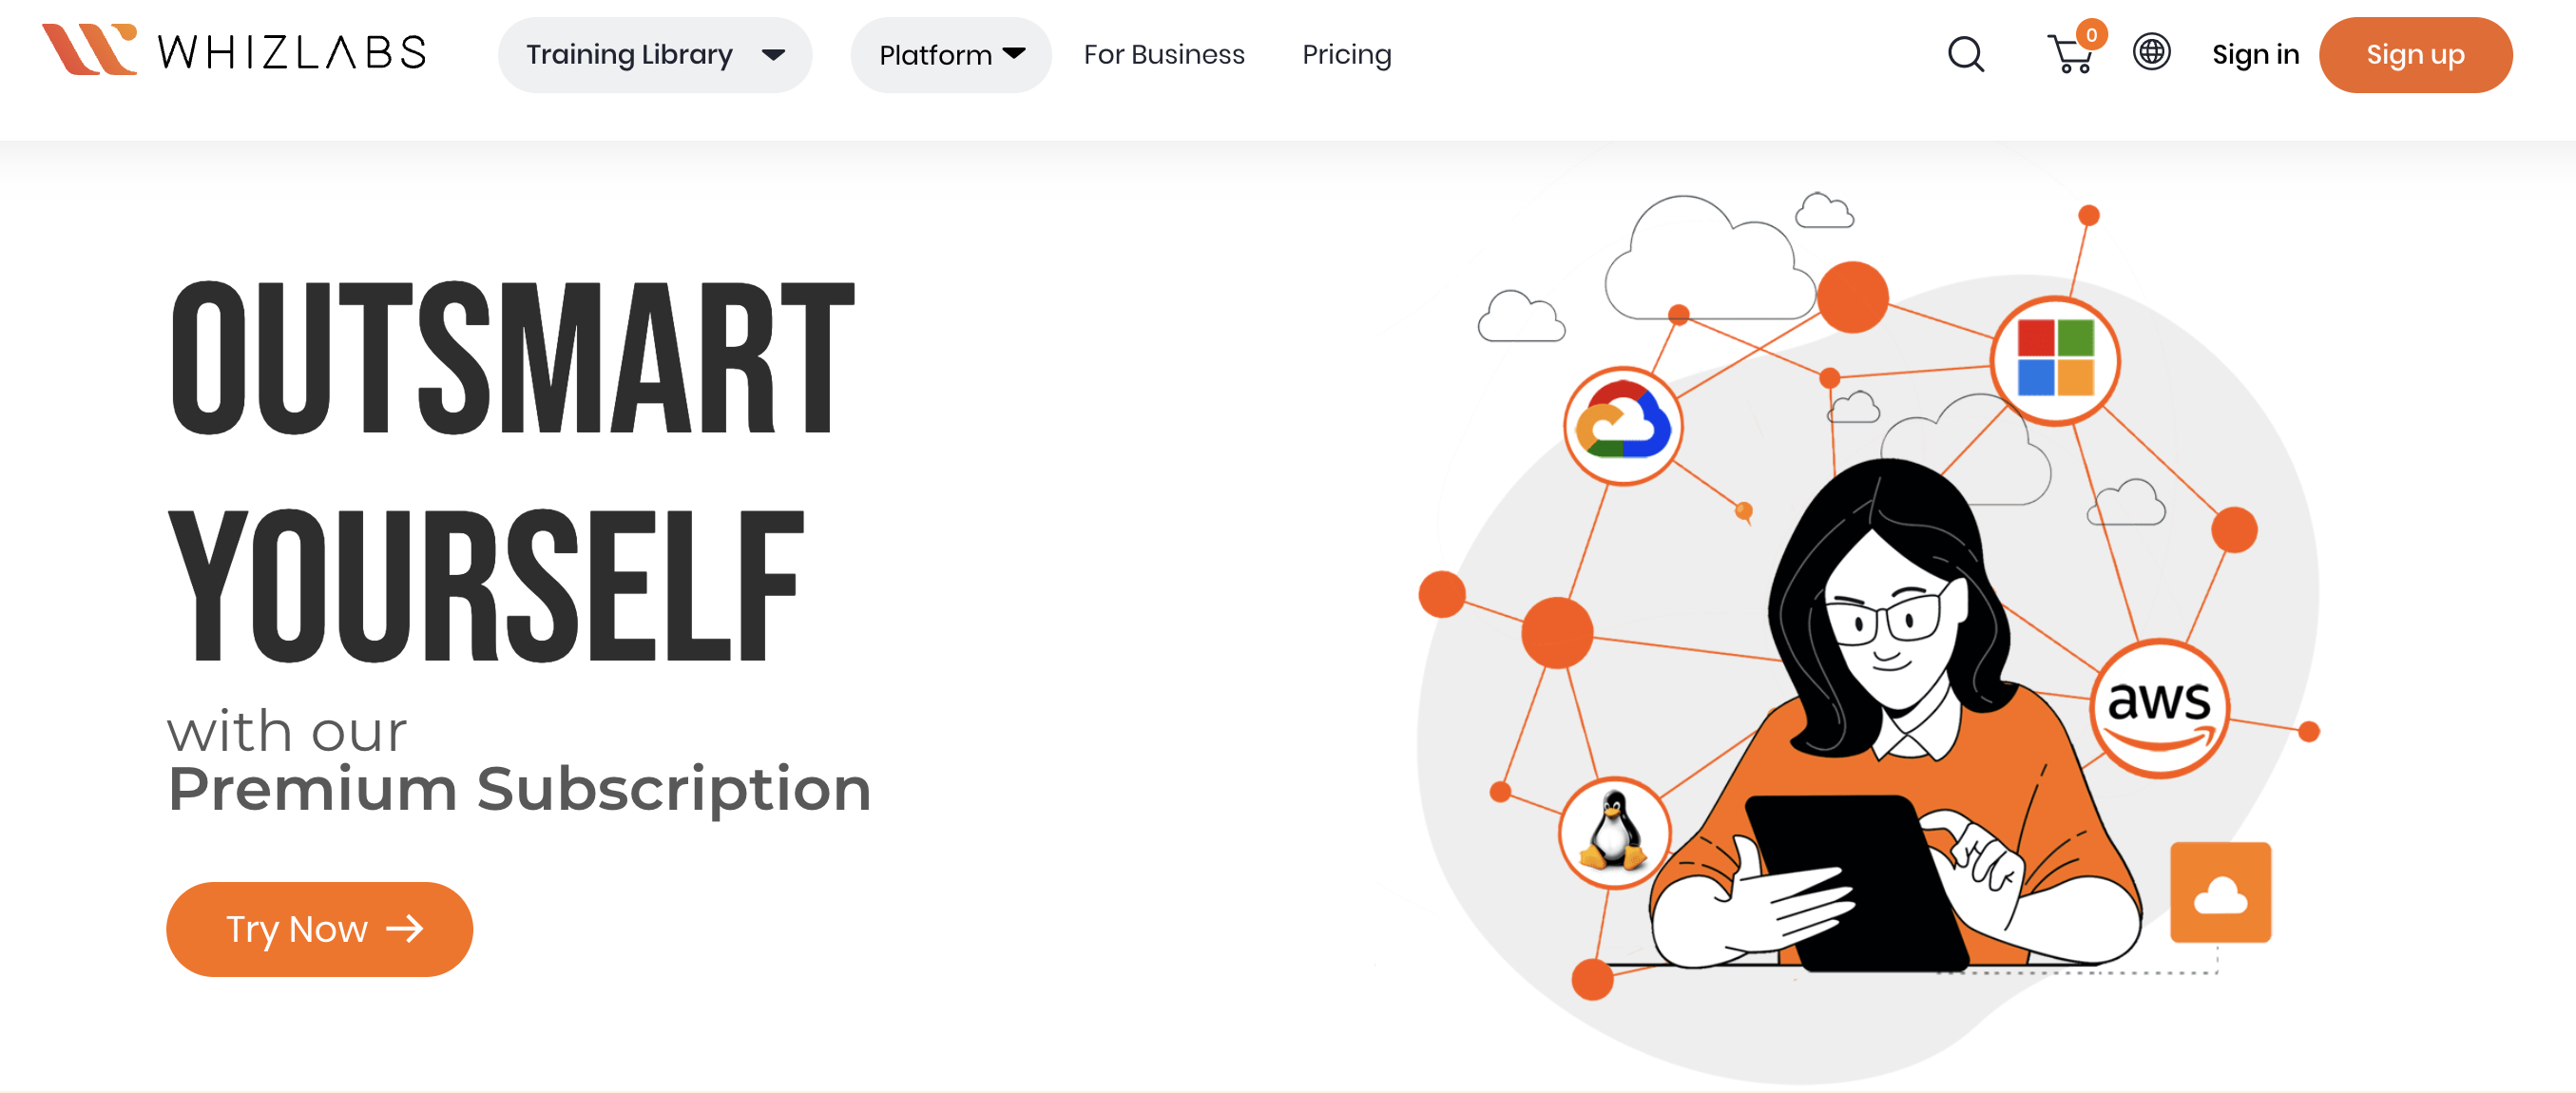 WHIZLABS
Training Library
Platform
For Business
Pricing
0
Sign in
Sign up
OUTSMART
YOURSELF
with our
Premium Subscription
Try Now
aws